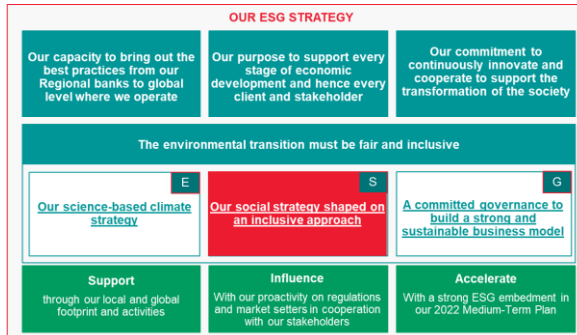 OUR ESG STRATEGY
Our capacity to bring out the
best practices from our
Regional banks to global
level where we operate
Our purpose to support every
stage of economic
development and hence every
client and stakeholder
Our commitment to
continuously innovate and
cooperate to support the
transformation of the society
The environmental transition must be fair and inclusive
E
Our science-based climate
strategy
S
Our social strategy shaped on
an inclusive approach
G
A committed governance to
build a strong and
sustainable business model
Support
through our local and global
footprint and activities
Influence
With our proactivity on regulations
and market setters in cooperation
with our stakeholders
Accelerate
With a strong ESG embedment in
our 2022 Medium-Term Plan